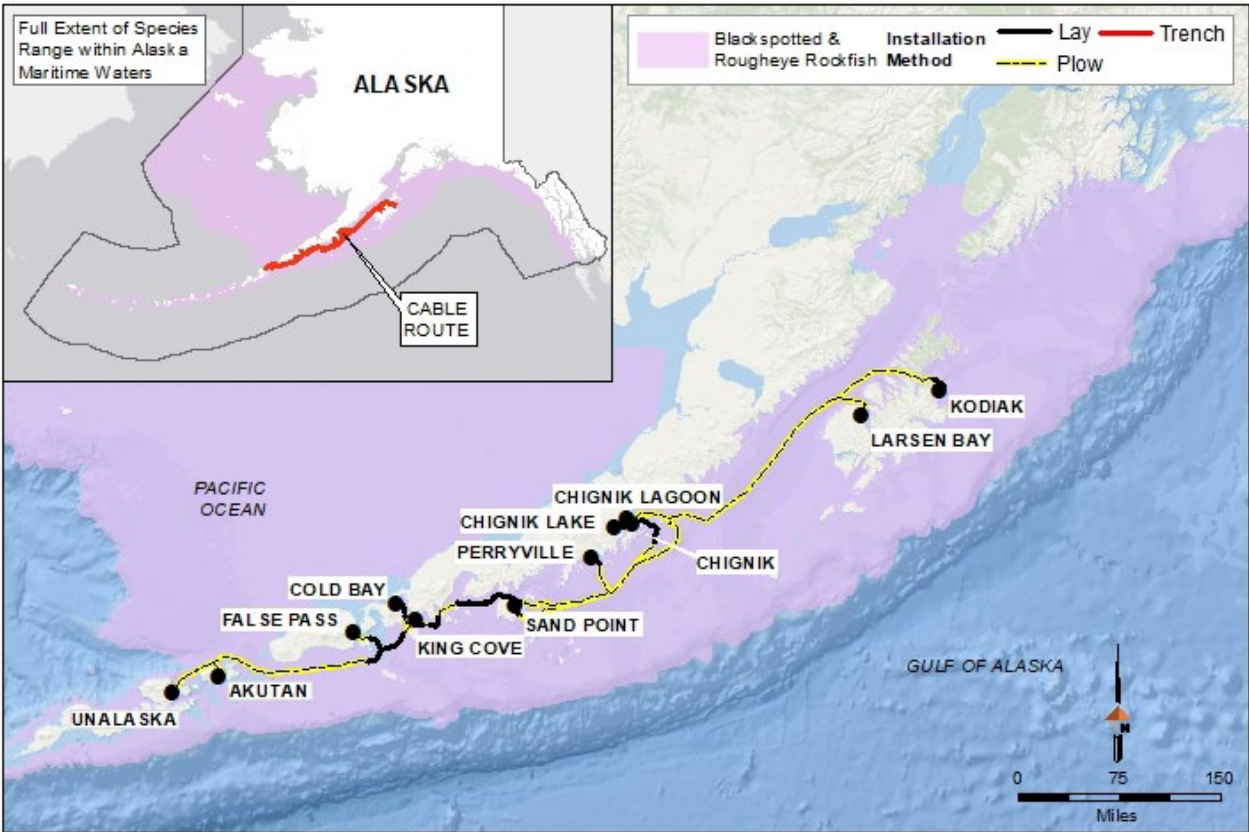 Full Extent of Species
Range within Alaska
Maritime Waters
ALASKA
CABLE
ROUTE
Blackspotted &
Rougheye Rockfish
Installation
Method
Lay
Trench
Plow
KODIAK
LARSEN BAY
PACIFIC
OCEAN
CHIGNIK LAGOON
CHIGNIK LAKE
PERRYVILLE
CHIGNIK
COLD BAY
FALSE PASS
SAND POINT
KING COVE
GULF OF ALASKA
AKUTAN
UNALASKA
N
0 75 150
Miles